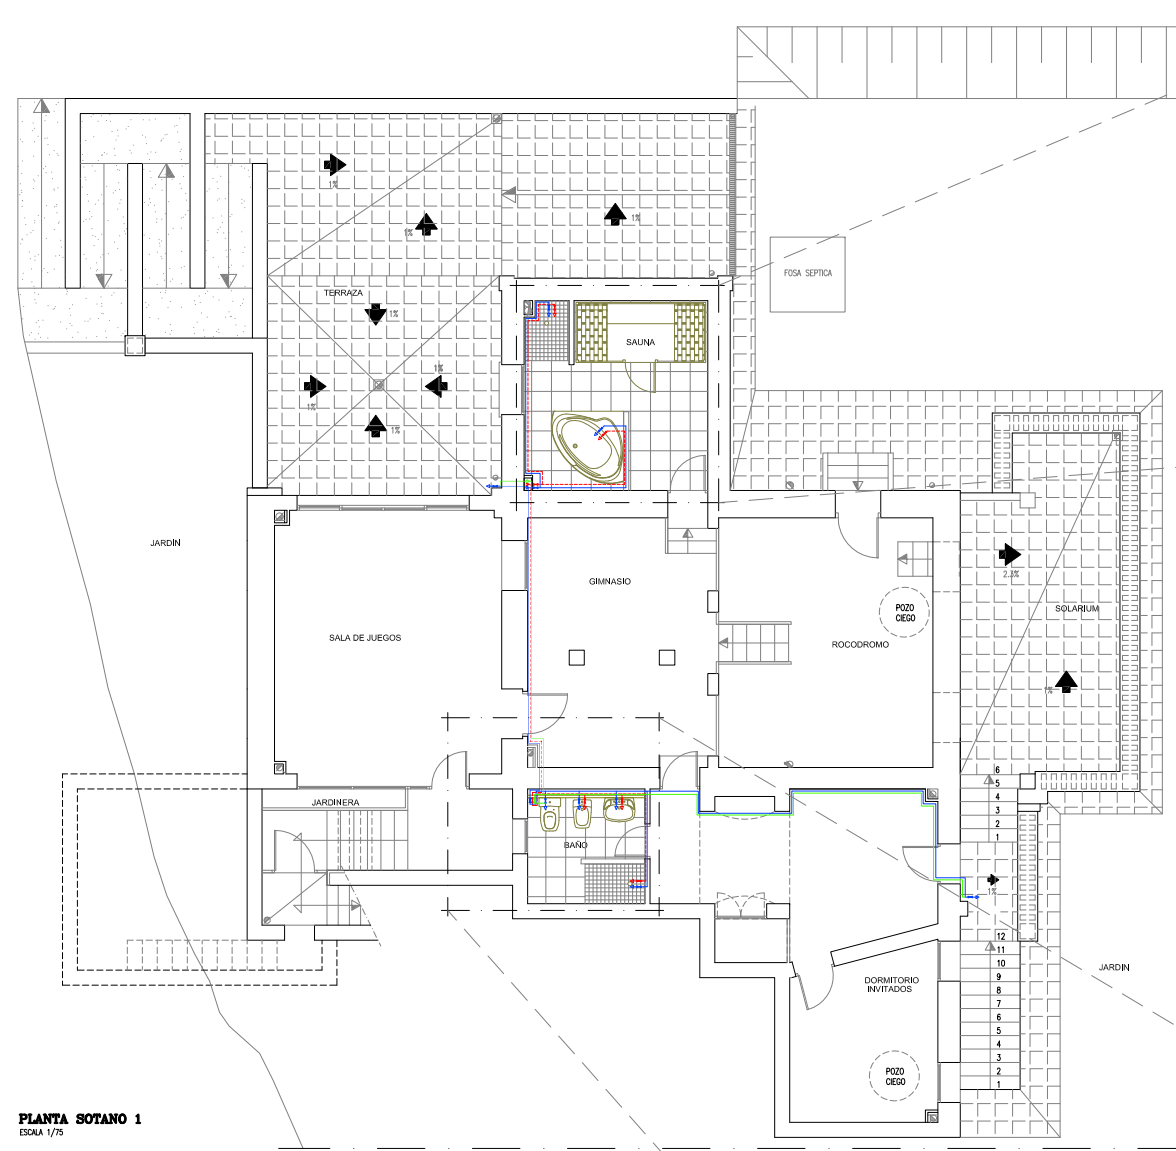 1%
1%
1%
FOSA SEPTICA
TERRAZA
1%
SAUNA
1%
1%
1%
JARDÍN
2.3%
GIMNASIO
POZO
CIEGO
SOLARIUM
SALA DE JUEGOS
ROCODROMO
1%
6
5
4
3
2
1
JARDINERA
BAÑO
1%
12
11
10
9
8
7
6
5
4
3
2
1
JARDIN
DORMITORIO
INVITADOS
POZO
CIEGO
PLANTA SOTANO 1
ESCALA 1/75